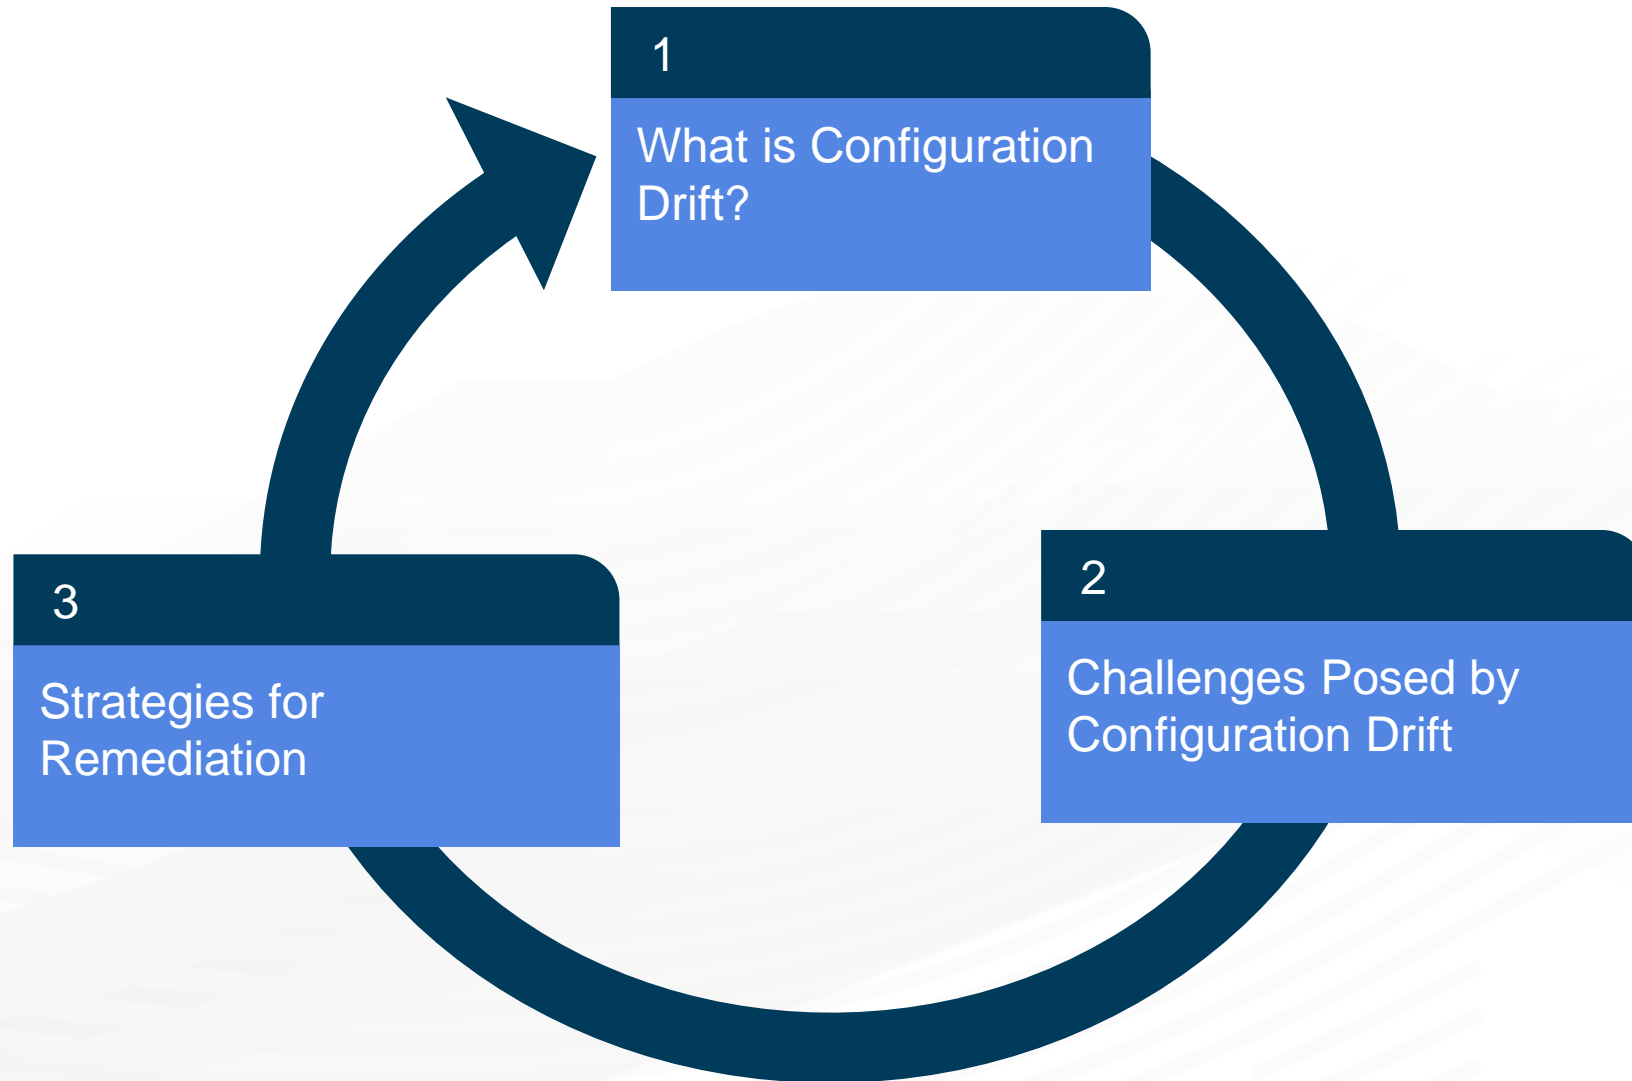 1
What is Configuration
Drift?
2
Challenges Posed by
Configuration Drift
3
Strategies for
Remediation